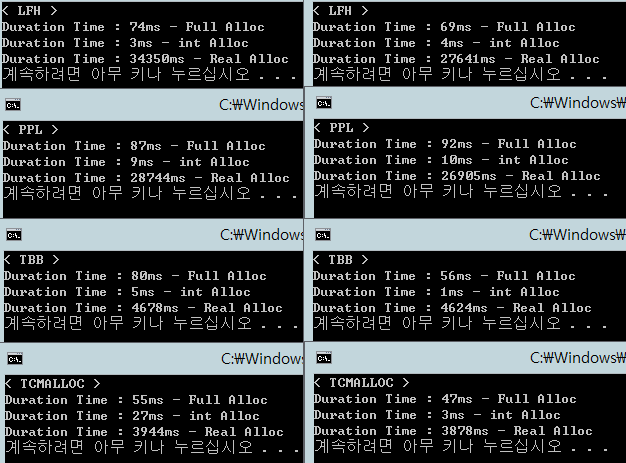 < LFH >
Duration Time : 74ms - Full Alloc
Duration Time : 3ms - int Alloc
Duration Time : 34350ms - Real Alloc
계속하려면 아무 키나 누르십시오 . . .
C:₩Windows
< PPL >
Duration Time : 87ms - Full Alloc
Duration Time : 9ms - int Alloc
Duration Time : 28744ms - Real Alloc
계속하려면 아무 키나 누르십시오 . . .
C:₩Windows
< TBB >
Duration Time : 80ms - Full Alloc
Duration Time : 5ms - int Alloc
Duration Time : 4678ms - Real Alloc
계속하려면 아무 키나 누르십시오 . . .
C:₩Windows
< TCMALLOC >
Duration Time : 55ms - Full Alloc
Duration Time : 27ms - int Alloc
Duration Time : 3944ms - Real Alloc
계속하려면 아무 키나 누르십시오 . . .
< LFH >
Duration Time : 69ms - Full Alloc
Duration Time : 4ms - int Alloc
Duration Time : 27641ms - Real Alloc
계속하려면 아무 키나 누르십시오 . . .
C:₩Windows₩
< PPL >
Duration Time : 92ms - Full Alloc
Duration Time : 10ms - int Alloc
Duration Time : 26905ms - Real Alloc
계속하려면 아무 키나 누르십시오 . . .
C:₩Windows₩
< TBB >
Duration Time : 56ms - Full Alloc
Duration Time : 1ms - int Alloc
Duration Time : 4624ms - Real Alloc
계속하려면 아무 키나 누르십시오 . . .
C:₩Windows₩
< TCMALLOC >
Duration Time : 47ms - Full Alloc
Duration Time : 3ms - int Alloc
Duration Time : 3878ms - Real Alloc
계속하려면 아무 키나 누르십시오 . . .